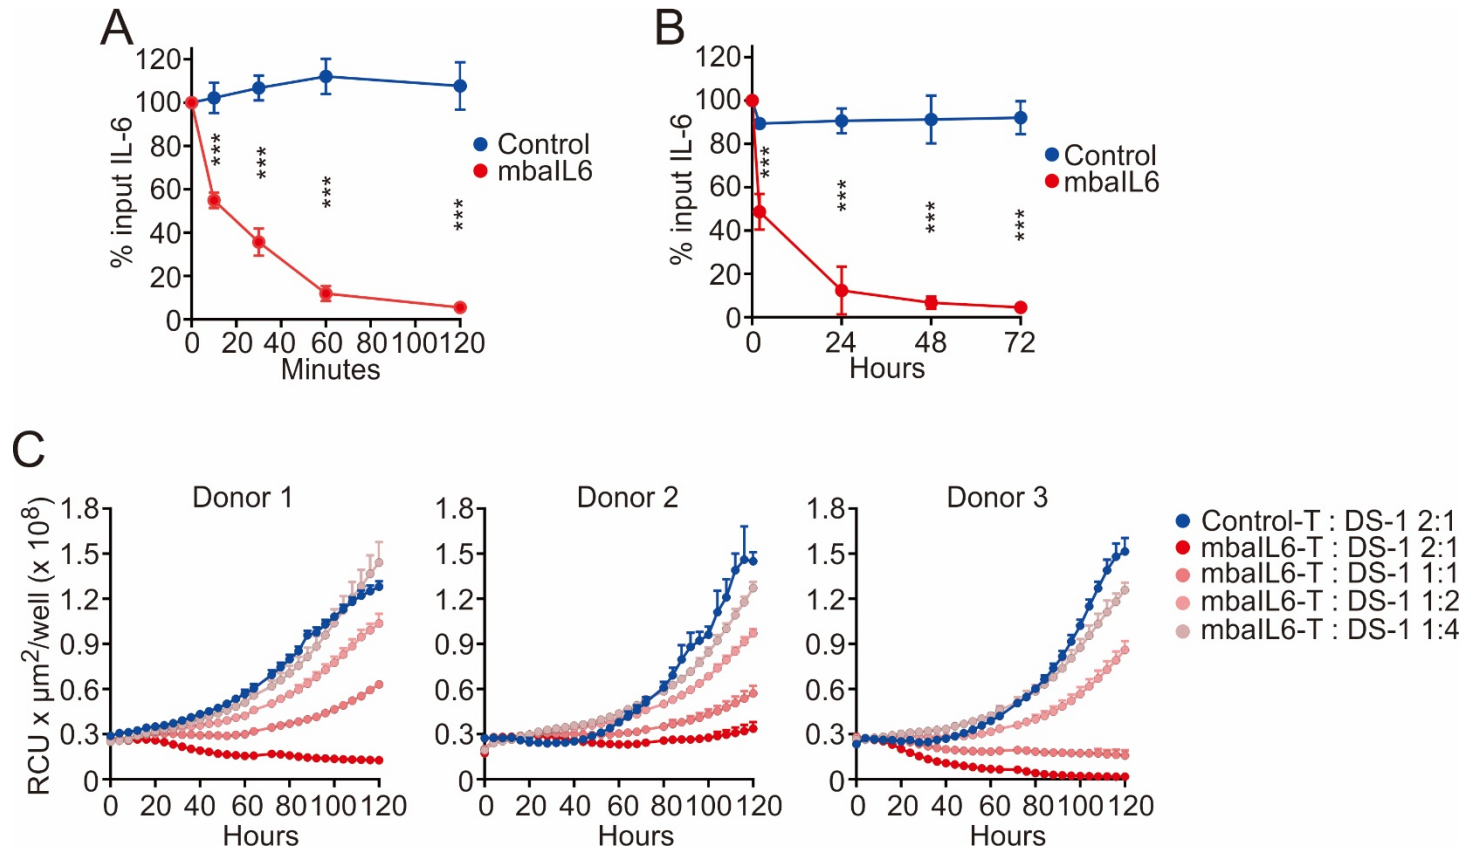 A
B
120
100
80
60
40
20
0
% input IL-6
***
***
***
***
Control
mbaIL6
0 20 40 60 80 100 120
Minutes
120
100
80
60
40
20
0
% input IL-6
***
***
***
***
Control
mbaIL6
0 24 48 72
Hours
C
Donor 1
Donor 2
Donor 3
RCU x µm²/well (x 10⁸)
1.8
1.5
1.2
0.9
0.6
0.3
0
0 20 40 60 80 100 120
Hours
1.8
1.5
1.2
0.9
0.6
0.3
0
0 20 40 60 80 100 120
Hours
1.8
1.5
1.2
0.9
0.6
0.3
0
0 20 40 60 80 100 120
Hours
Control-T : DS-1 2:1
mbaIL6-T : DS-1 2:1
mbaIL6-T : DS-1 1:1
mbaIL6-T : DS-1 1:2
mbaIL6-T : DS-1 1:4